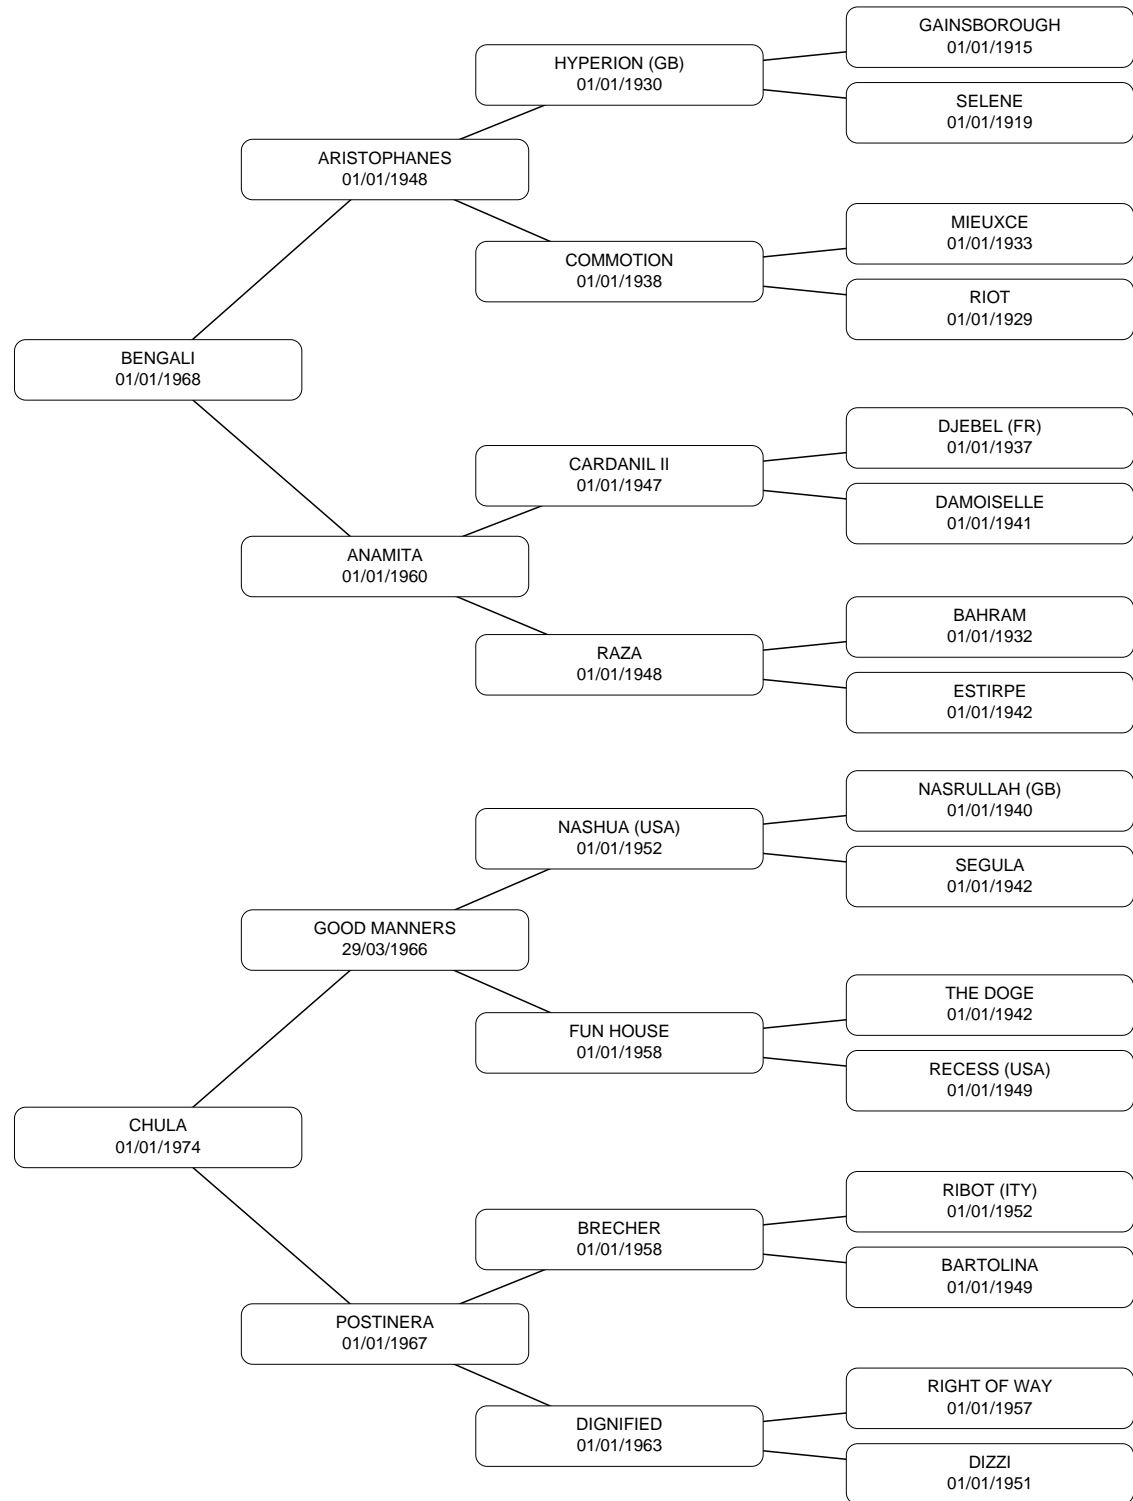 GAINSBOROUGH
01/01/1915
HYPERION (GB)
01/01/1930
SELENE
01/01/1919
ARISTOPHANES
01/01/1948
MIEUXCE
01/01/1933
COMMOTION
01/01/1938
RIOT
01/01/1929
BENGALI
01/01/1968
DJEBEL (FR)
01/01/1937
CARDANIL II
01/01/1947
DAMOISELLE
01/01/1941
ANAMITA
01/01/1960
BAHRAM
01/01/1932
RAZA
01/01/1948
ESTIRPE
01/01/1942
NASRULLAH (GB)
01/01/1940
NASHUA (USA)
01/01/1952
SEGULA
01/01/1942
GOOD MANNERS
29/03/1966
THE DOGE
01/01/1942
FUN HOUSE
01/01/1958
RECESS (USA)
01/01/1949
CHULA
01/01/1974
RIBOT (ITY)
01/01/1952
BRECHER
01/01/1958
BARTOLINA
01/01/1949
POSTINERA
01/01/1967
RIGHT OF WAY
01/01/1957
DIGNIFIED
01/01/1963
DIZZI
01/01/1951